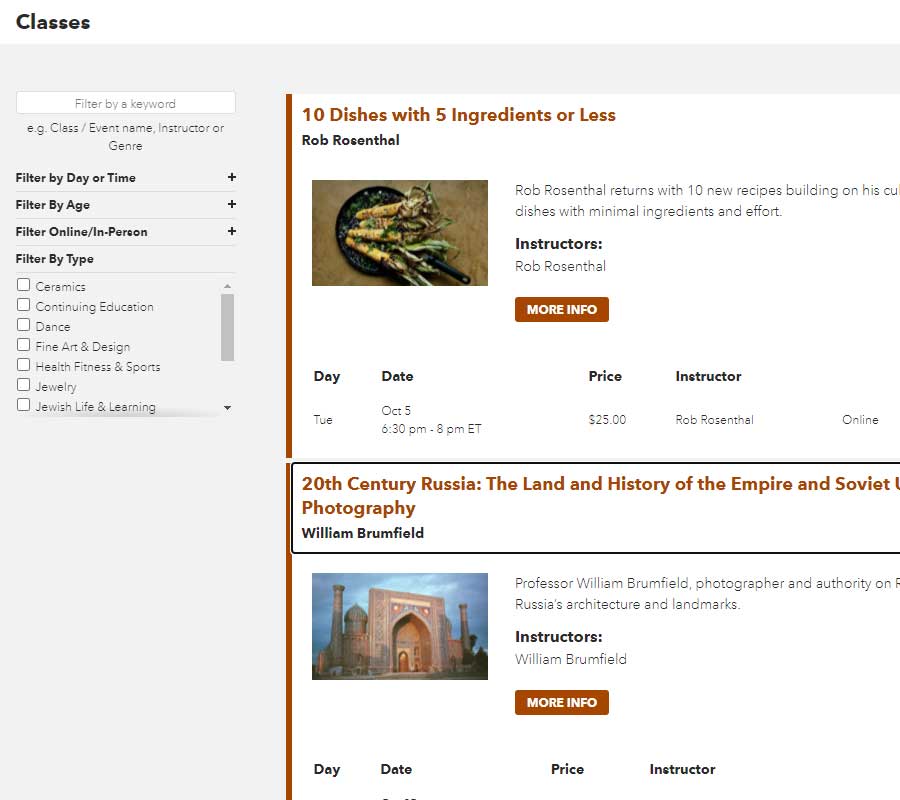 Classes
Filter by a keyword
e.g. Class / Event name, Instructor or
Genre
Filter by Day or Time +
Filter By Age +
Filter Online/In-Person +
Filter By Type
Ceramics
Continuing Education
Dance
Fine Art & Design
Health Fitness & Sports
Jewelry
Jewish Life & Learning
10 Dishes with 5 Ingredients or Less
Rob Rosenthal
Rob Rosenthal returns with 10 new recipes building on his
dishes with minimal ingredients and effort.
Instructors:
Rob Rosenthal
MORE INFO
Day Date Price Instructor
Tue Oct 5 $25.00 Rob Rosenthal Online
6:30 pm - 8 pm ET
20th Century Russia: The Land and History of the Empire and Soviet
Photography
William Brumfield
Professor William Brumfield, photographer and authority on
Russia's architecture and landmarks.
Instructors:
William Brumfield
MORE INFO
Day Date Price Instructor